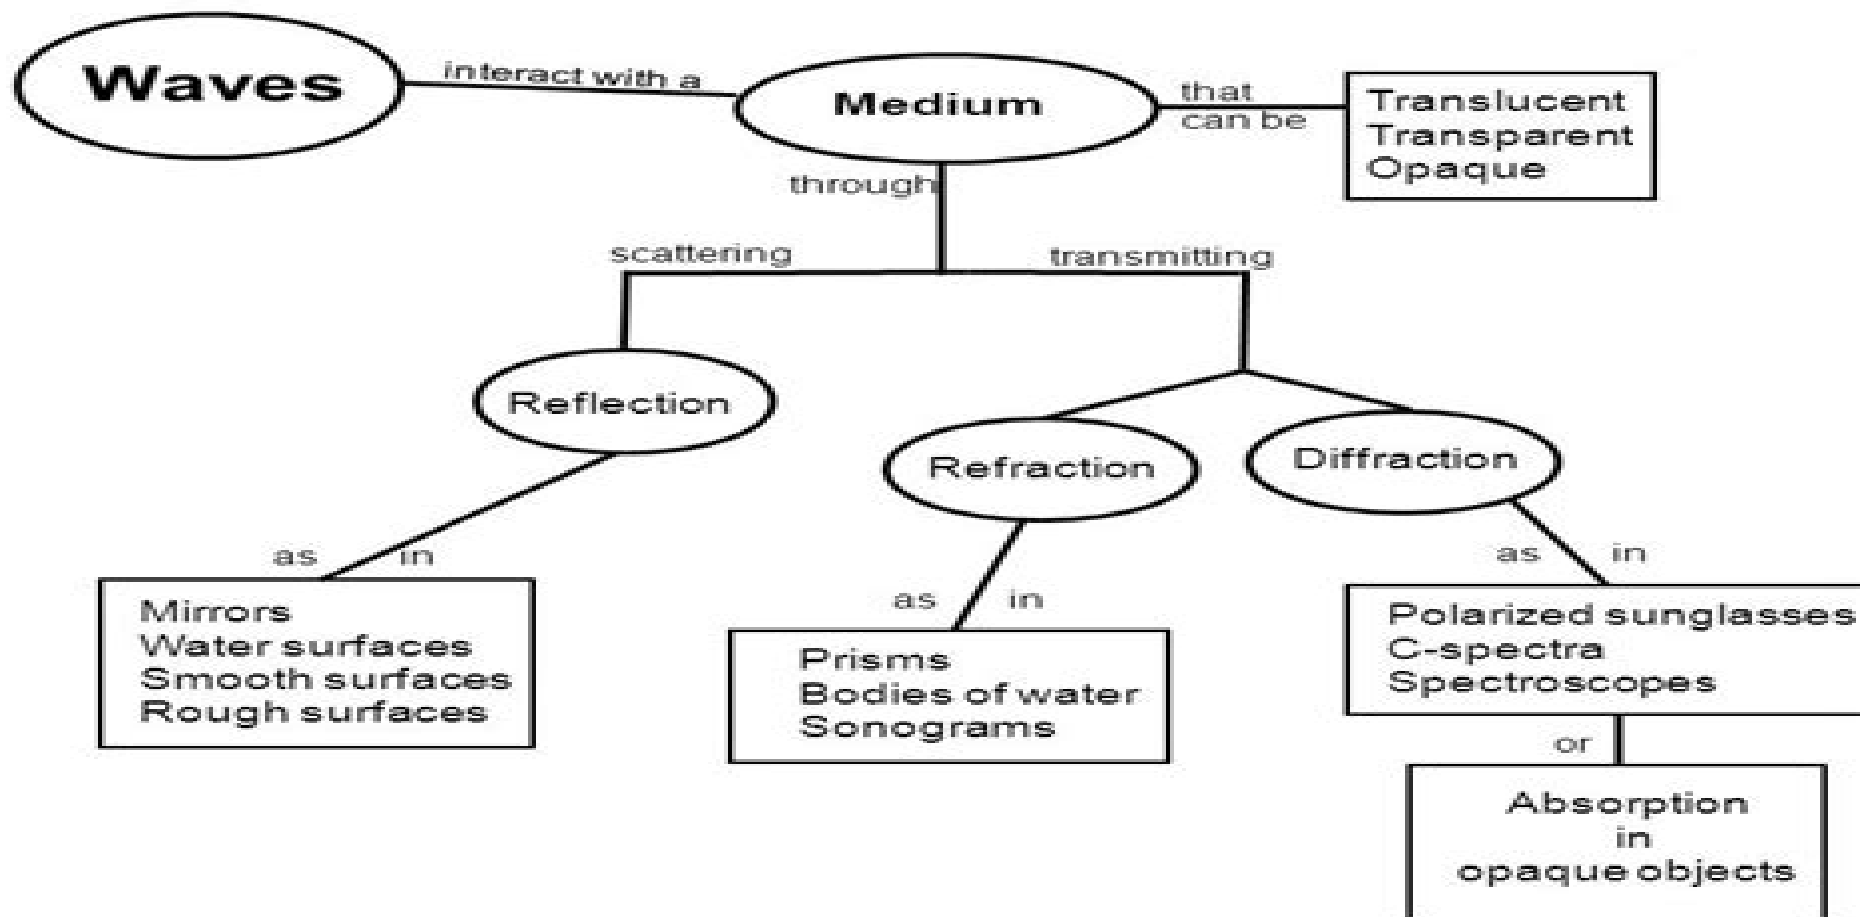 Waves
interact with a
Medium
that
can be
Translucent
Transparent
Opaque
through
scattering
transmitting
Reflection
Refraction
Diffraction
as in
Mirrors
Water surfaces
Smooth surfaces
Rough surfaces
as in
Prisms
Bodies of water
Sonograms
as in
Polarized sunglasses
C-spectra
Spectroscopes
or
Absorption
in
opaque objects